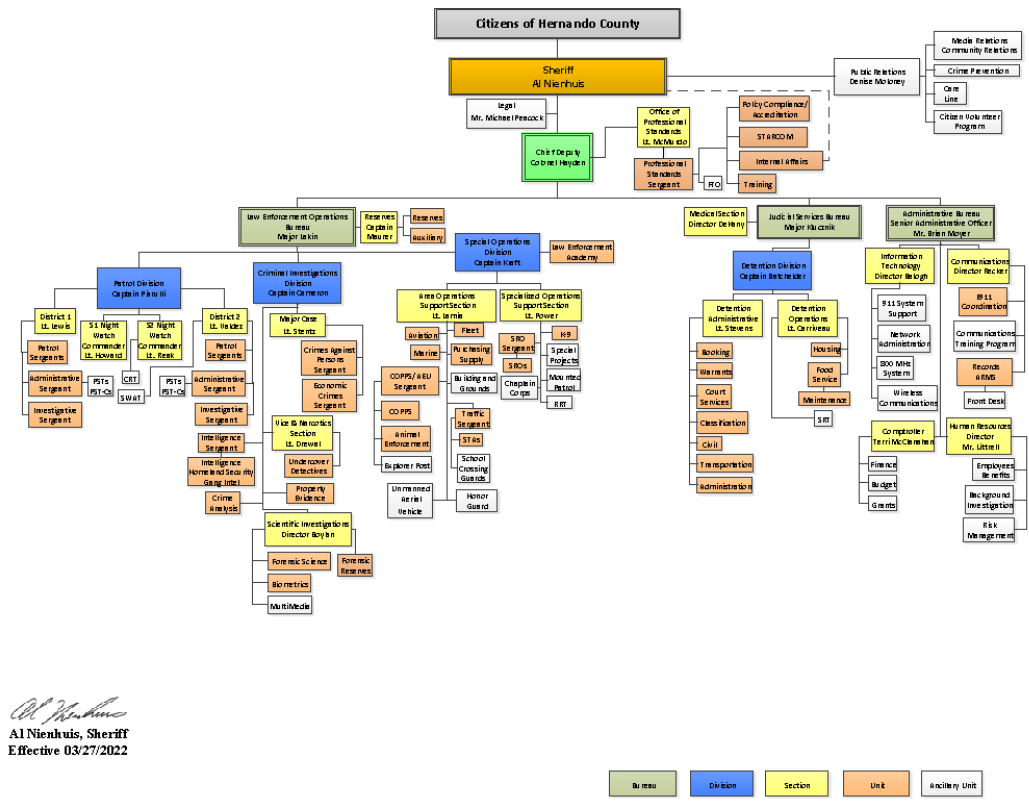 Citizens of Hernando County
Sheriff
Al Nienhuis
Legal
Mr. Michael Peacock
Chief Deputy
Colonel Hayden
Office of
Professional
Standards
Lt. McMurdo
Professional
Standards
Sergeant
FTO
Policy Compliance/
Accreditation
STARCOM
Internal Affairs
Training
Public Relations
Denise Moloney
Media Relations
Community Relations
Crime Prevention
Care
Line
Citizen Volunteer
Program
Law Enforcement Operations
Bureau
Major Lakin
Reserves
Captain
Maurer
Reserves
Auxiliary
Special Operations
Division
Captain Kraft
Law Enforcement
Academy
Medical Section
Director DeHany
Judicial Services Bureau
Major Klucznik
Administrative Bureau
Senior Administrative Officer
Mr. Brian Moyer
Patrol Division
Captain Piarulli
Criminal Investigations
Division
Captain Cameron
Detention Division
Captain Batchelder
Information
Technology
Director Balogh
Communications
Director Recker
District 1
Lt. Lewis
S1 Night
Watch
Commander
Lt. Howard
S2 Night
Watch
Commander
Lt. Reak
District 2
Lt. Valdez
Patrol
Sergeants
Administrative
Sergeant
Investigative
Sergeant
PSTs
PST-Cs
CRT
SWAT
PSTs
PST-Cs
Patrol
Sergeants
Administrative
Sergeant
Investigative
Sergeant
Intelligence
Sergeant
Intelligence
Homeland Security
Gang Intel
Crime
Analysis
Major Case
Lt. Stentz
Crimes Against
Persons
Sergeant
Economic
Crimes
Sergeant
Vice & Narcotics
Section
Lt. Drewal
Undercover
Detectives
Property
Evidence
Scientific Investigations
Director Boylan
Forensic Science
Biometrics
MultiMedia
Forensic
Reserves
Area Operations
Support Section
Lt. Lamia
Aviation
Marine
Fleet
Purchasing
Supply
Building and
Grounds
COPPS/AEU
Sergeant
COPPS
Animal
Enforcement
Explorer Post
Traffic
Sergeant
STAs
School
Crossing
Guards
Unmanned
Aerial
Vehicle
Honor
Guard
Specialized Operations
Support Section
Lt. Power
SRO
Sergeant
SROs
Chaplain
Corps
K-9
Special
Projects
Mounted
Patrol
RRT
Detention
Administrative
Lt. Stevens
Booking
Warrants
Court
Services
Classification
Civil
Transportation
Administration
Detention
Operations
Lt. Carriveau
Housing
Food
Service
Maintenance
SRT
911 System
Support
Network
Administration
800 MHz
System
Wireless
Communications
E911
Coordination
Communications
Training Program
Records
ARMS
Front Desk
Comptroller
Terri McClanahan
Finance
Budget
Grants
Human Resources
Director
Mr. Littrell
Employees
Benefits
Background
Investigation
Risk
Management
Al Nienhuis
Al Nienhuis, Sheriff
Effective 03/27/2022
Bureau
Division
Section
Unit
Ancillary Unit